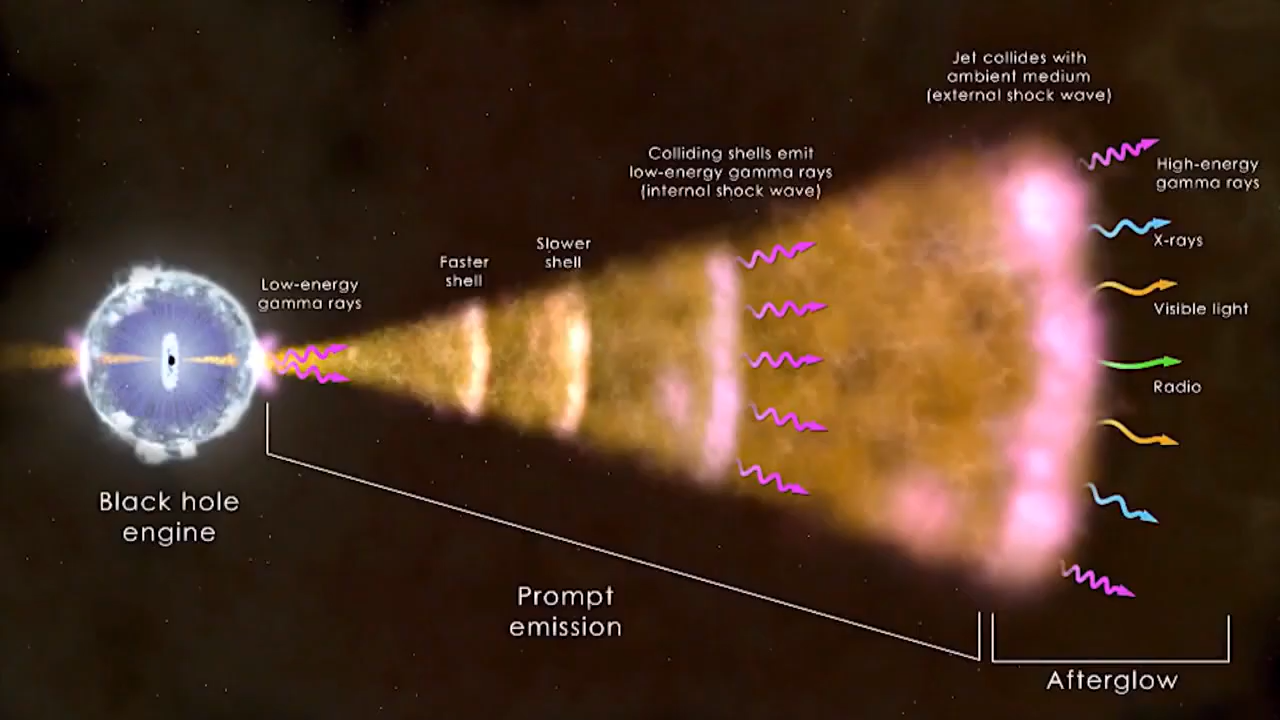 Jet collides with
ambient medium
(external shock wave)
Colliding shells emit
low-energy gamma rays
(internal shock wave)
High-energy
gamma rays
X-rays
Slower
shell
Faster
shell
Low-energy
gamma rays
Visible light
Radio
Black hole
engine
Prompt
emission
Afterglow